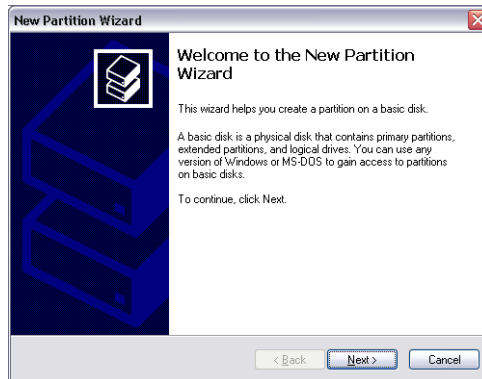 New Partition Wizard
Welcome to the New Partition
Wizard
This wizard helps you create a partition on a basic disk.
A basic disk is a physical disk that contains primary partitions,
extended partitions, and logical drives. You can use any
version of Windows or MS-DOS to gain access to partitions
on basic disks.
To continue, click Next.
< Back Next > Cancel